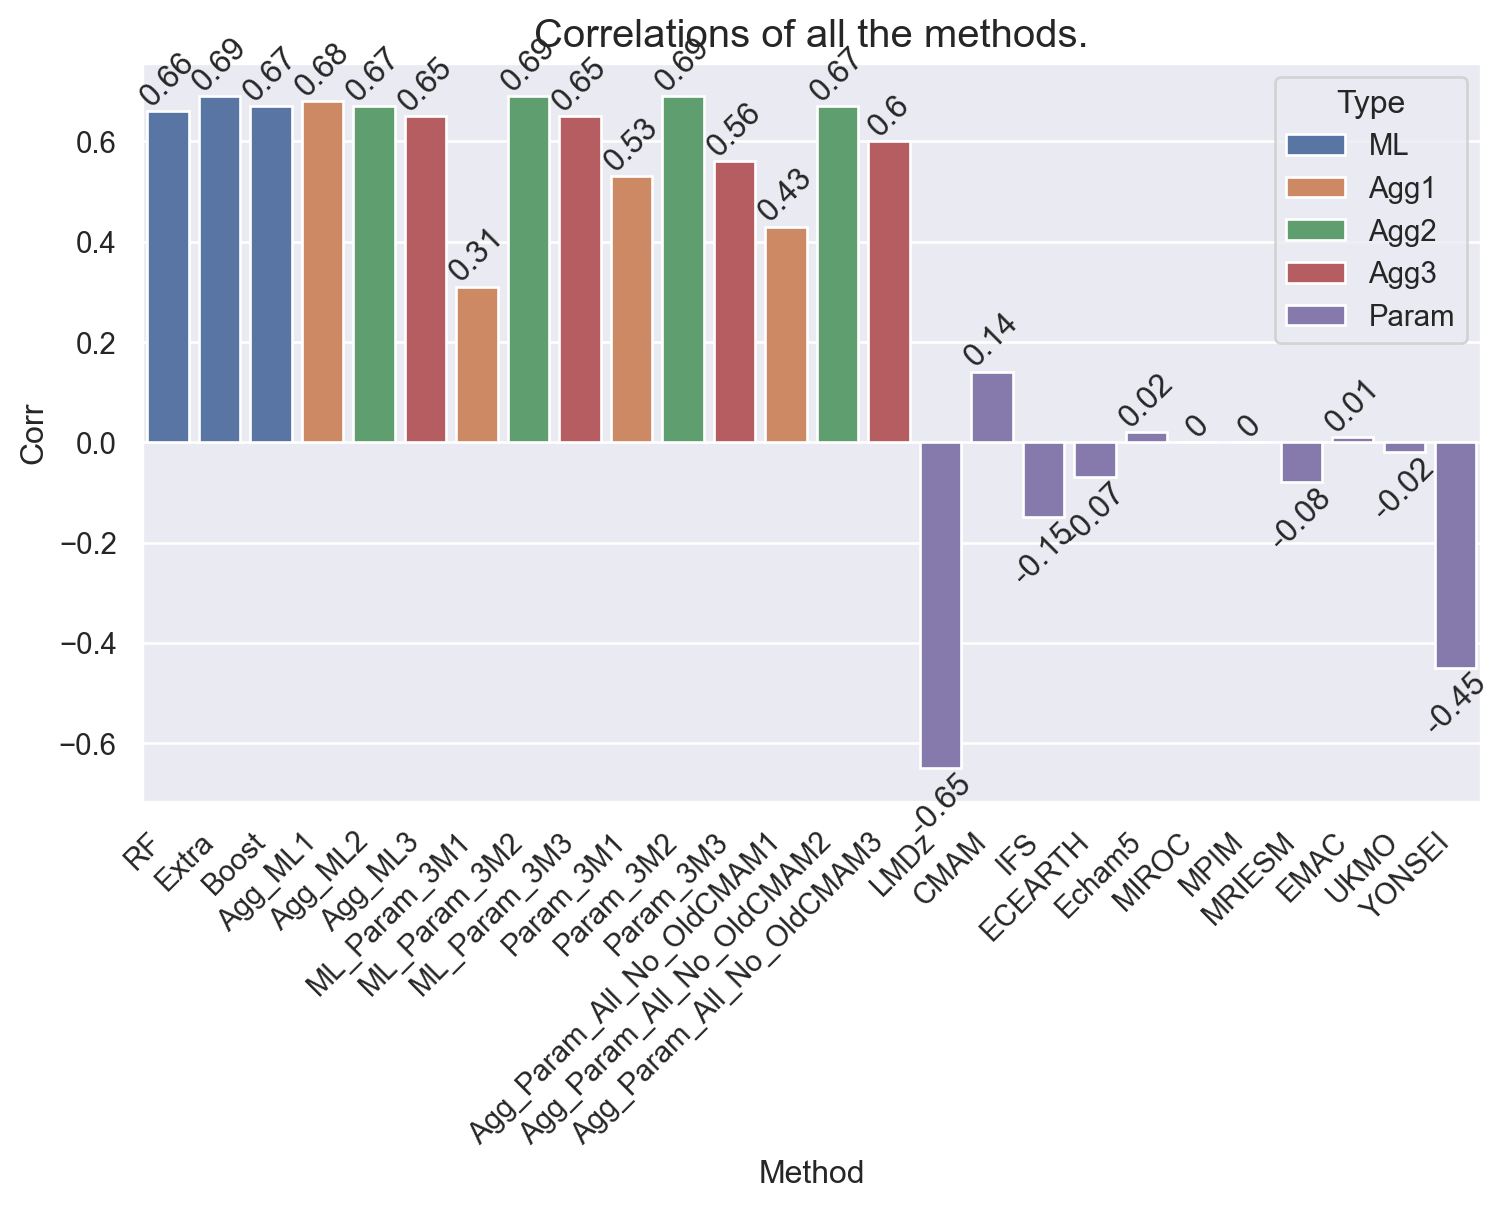 Correlations of all the methods.
0.66
0.69
0.67
0.68
0.67
0.65
0.31
0.69
0.65
0.53
0.69
0.56
0.43
0.67
0.6
-0.65
0.14
-0.15
-0.07
0.02
0
0
-0.08
0.01
-0.02
-0.45
Type
ML
Agg1
Agg2
Agg3
Param
0.6
0.4
0.2
0.0
−0.2
−0.4
−0.6
Corr
RF
Extra
Boost
Agg_ML1
Agg_ML2
Agg_ML3
ML_Param_3M1
ML_Param_3M2
ML_Param_3M3
Param_3M1
Param_3M2
Param_3M3
Agg_Param_All_No_OldCMAM1
Agg_Param_All_No_OldCMAM2
Agg_Param_All_No_OldCMAM3
LMDz
CMAM
IFS
ECEARTH
Echam5
MIROC
MPIM
MRIESM
EMAC
UKMO
YONSEI
Method